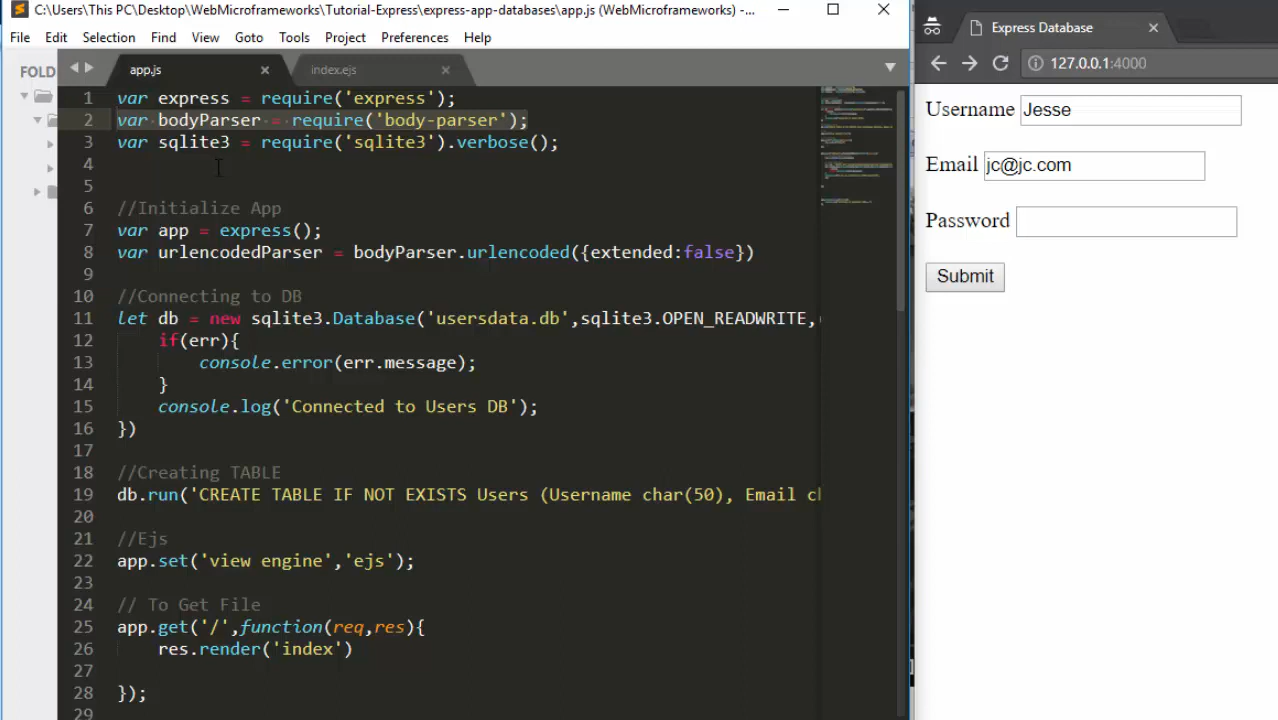 C:\Users\This PC\Desktop\WebMicroframeworks\Tutorial-Express\express-app-databases\app.js (WebMicroframeworks) -...
File Edit Selection Find View Goto Tools Project Preferences Help
FOLD
app.js index.ejs
1 var express = require('express');
2 var bodyParser = require('body-parser');
3 var sqlite3 = require('sqlite3').verbose();
4
5
6 //Initialize App
7 var app = express();
8 var urlencodedParser = bodyParser.urlencoded({extended:false})
9
10 //Connecting to DB
11 let db = new sqlite3.Database('usersdata.db',sqlite3.OPEN_READWRITE,(
12 if(err){
13 console.error(err.message);
14 }
15 console.log('Connected to Users DB');
16 })
17
18 //Creating TABLE
19 db.run('CREATE TABLE IF NOT EXISTS Users (Username char(50), Email ch
20
21 //Ejs
22 app.set('view engine','ejs');
23
24 // To Get File
25 app.get('/',function(req,res){
26 res.render('index')
27
28 });
29
Express Database
127.0.0.1:4000
Username Jesse
Email jc@jc.com
Password
Submit